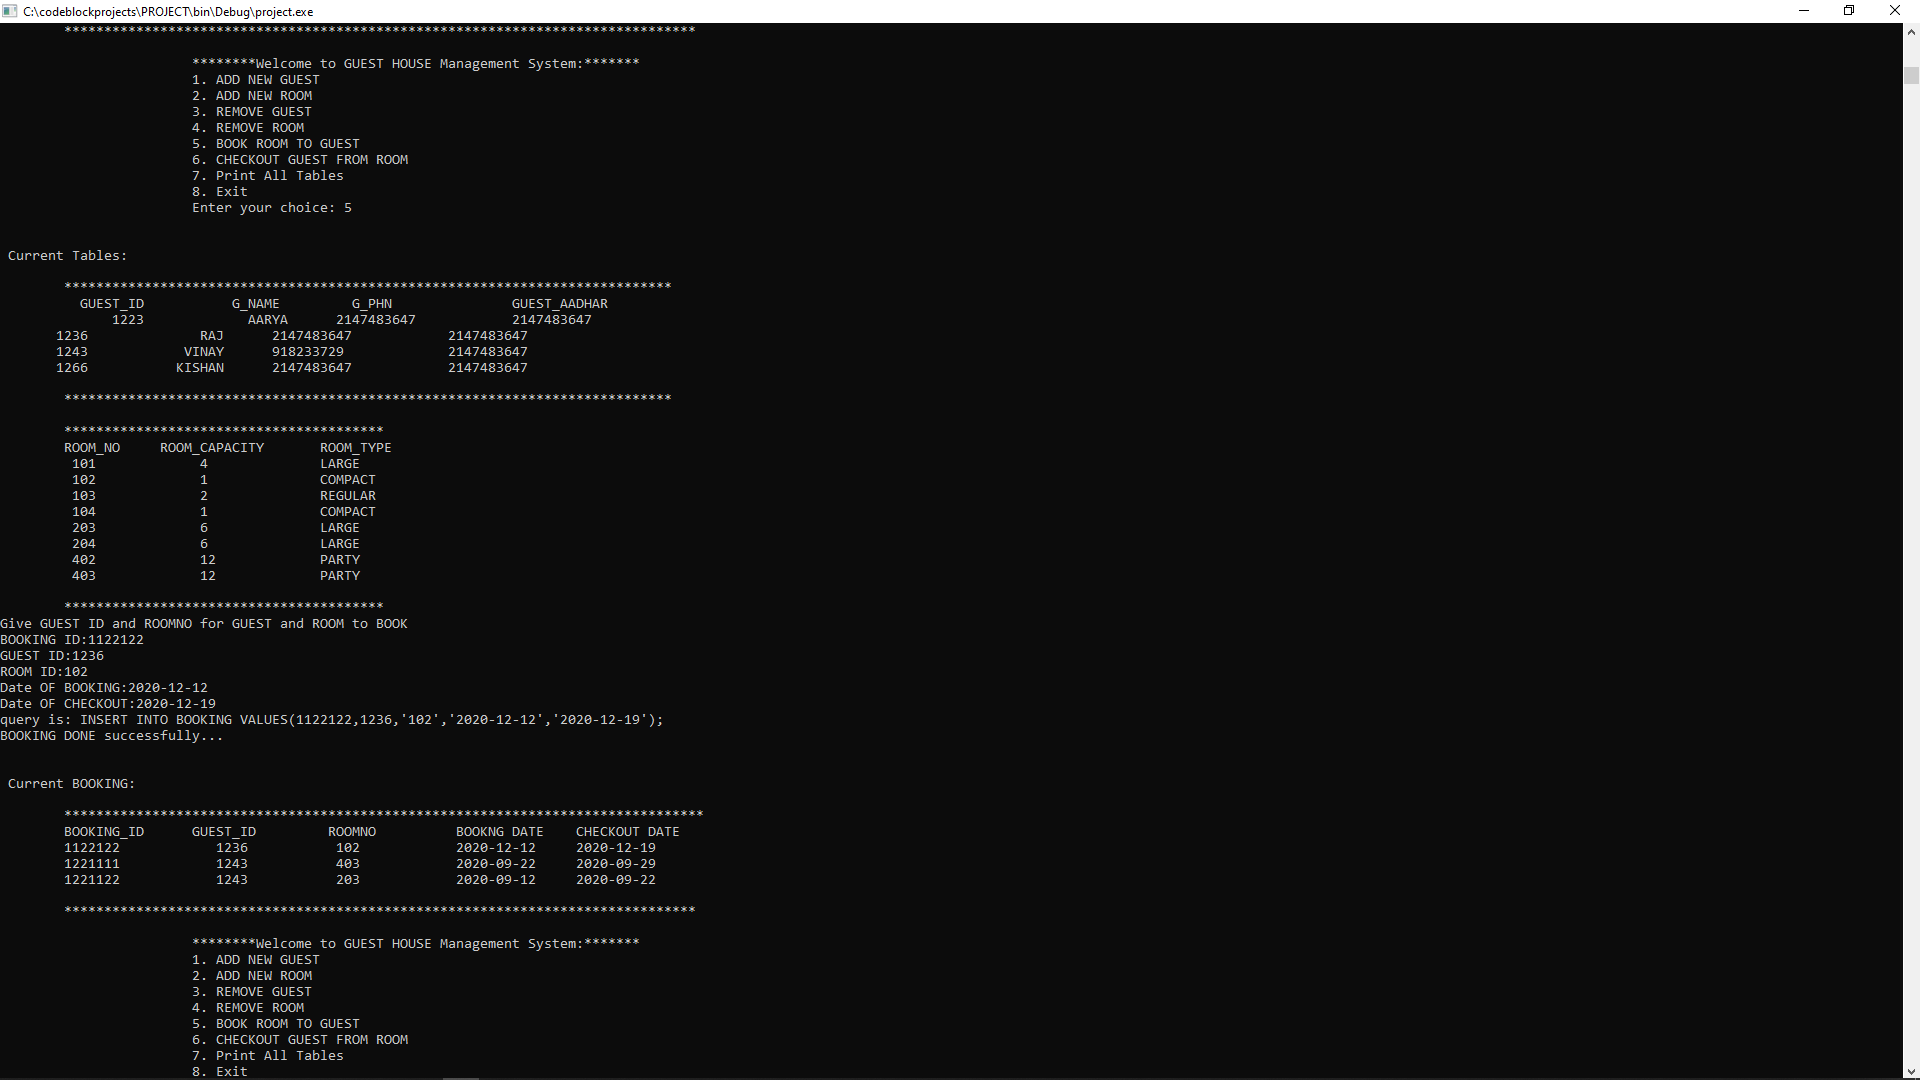 C:\codeblockprojects\PROJECT\bin\Debug\project.exe
*******************************************************************************
********Welcome to GUEST HOUSE Management System:*******
1. ADD NEW GUEST
2. ADD NEW ROOM
3. REMOVE GUEST
4. REMOVE ROOM
5. BOOK ROOM TO GUEST
6. CHECKOUT GUEST FROM ROOM
7. Print All Tables
8. Exit
Enter your choice: 5
Current Tables:
****************************************************************************
GUEST_ID G_NAME G_PHN GUEST_AADHAR
1223 AARYA 2147483647 2147483647
1236 RAJ 2147483647 2147483647
1243 VINAY 918233729 2147483647
1266 KISHAN 2147483647 2147483647
****************************************************************************
****************************************
ROOM_NO ROOM_CAPACITY ROOM_TYPE
101 4 LARGE
102 1 COMPACT
103 2 REGULAR
104 1 COMPACT
203 6 LARGE
204 6 LARGE
402 12 PARTY
403 12 PARTY
****************************************
Give GUEST ID and ROOMNO for GUEST and ROOM to BOOK
BOOKING ID:1122122
GUEST ID:1236
ROOM ID:102
Date OF BOOKING:2020-12-12
Date OF CHECKOUT:2020-12-19
query is: INSERT INTO BOOKING VALUES(1122122,1236,'102','2020-12-12','2020-12-19');
BOOKING DONE successfully...
Current BOOKING:
********************************************************************************
BOOKING_ID GUEST_ID ROOMNO BOOKNG DATE CHECKOUT DATE
1122122 1236 102 2020-12-12 2020-12-19
1221111 1243 403 2020-09-22 2020-09-29
1221122 1243 203 2020-09-12 2020-09-22
*******************************************************************************
********Welcome to GUEST HOUSE Management System:*******
1. ADD NEW GUEST
2. ADD NEW ROOM
3. REMOVE GUEST
4. REMOVE ROOM
5. BOOK ROOM TO GUEST
6. CHECKOUT GUEST FROM ROOM
7. Print All Tables
8. Exit